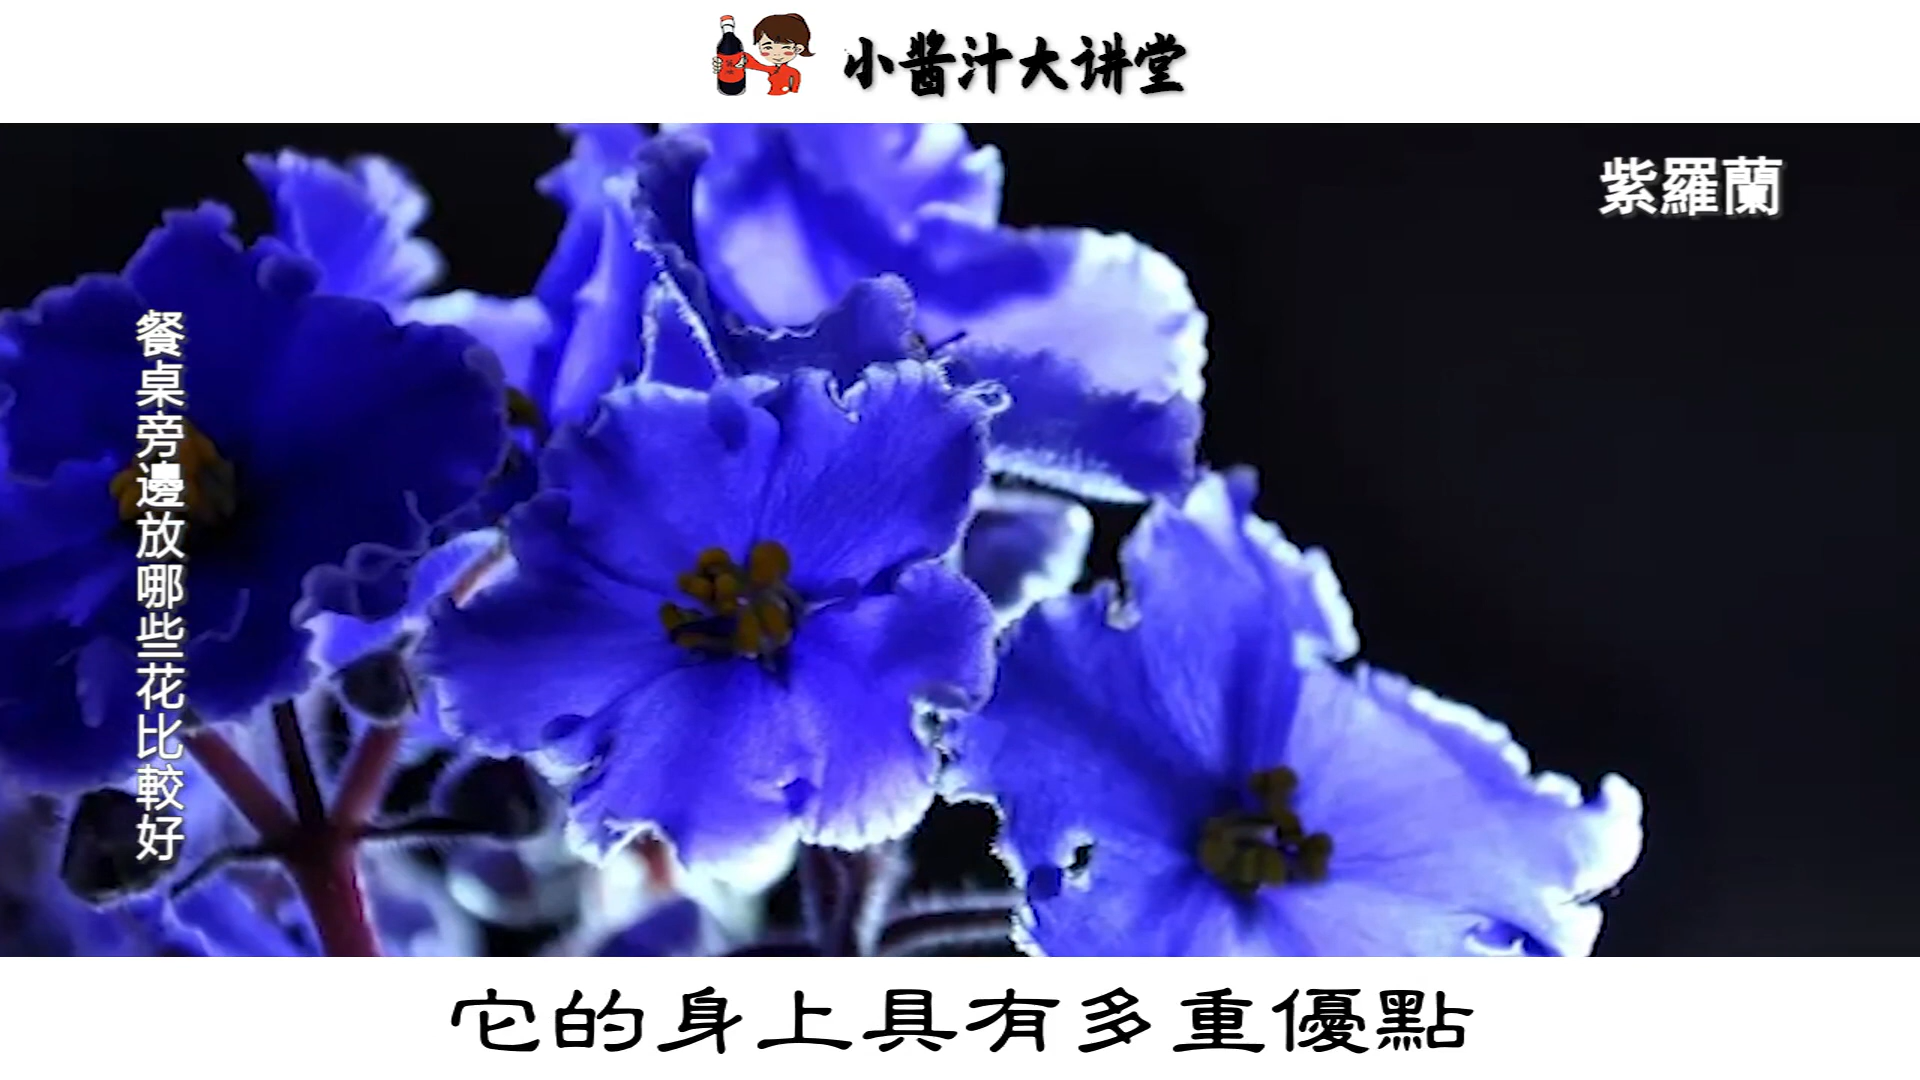 小酱汁大讲堂
紫羅蘭
餐桌旁邊放哪些花比較好
它的身上具有多重優點